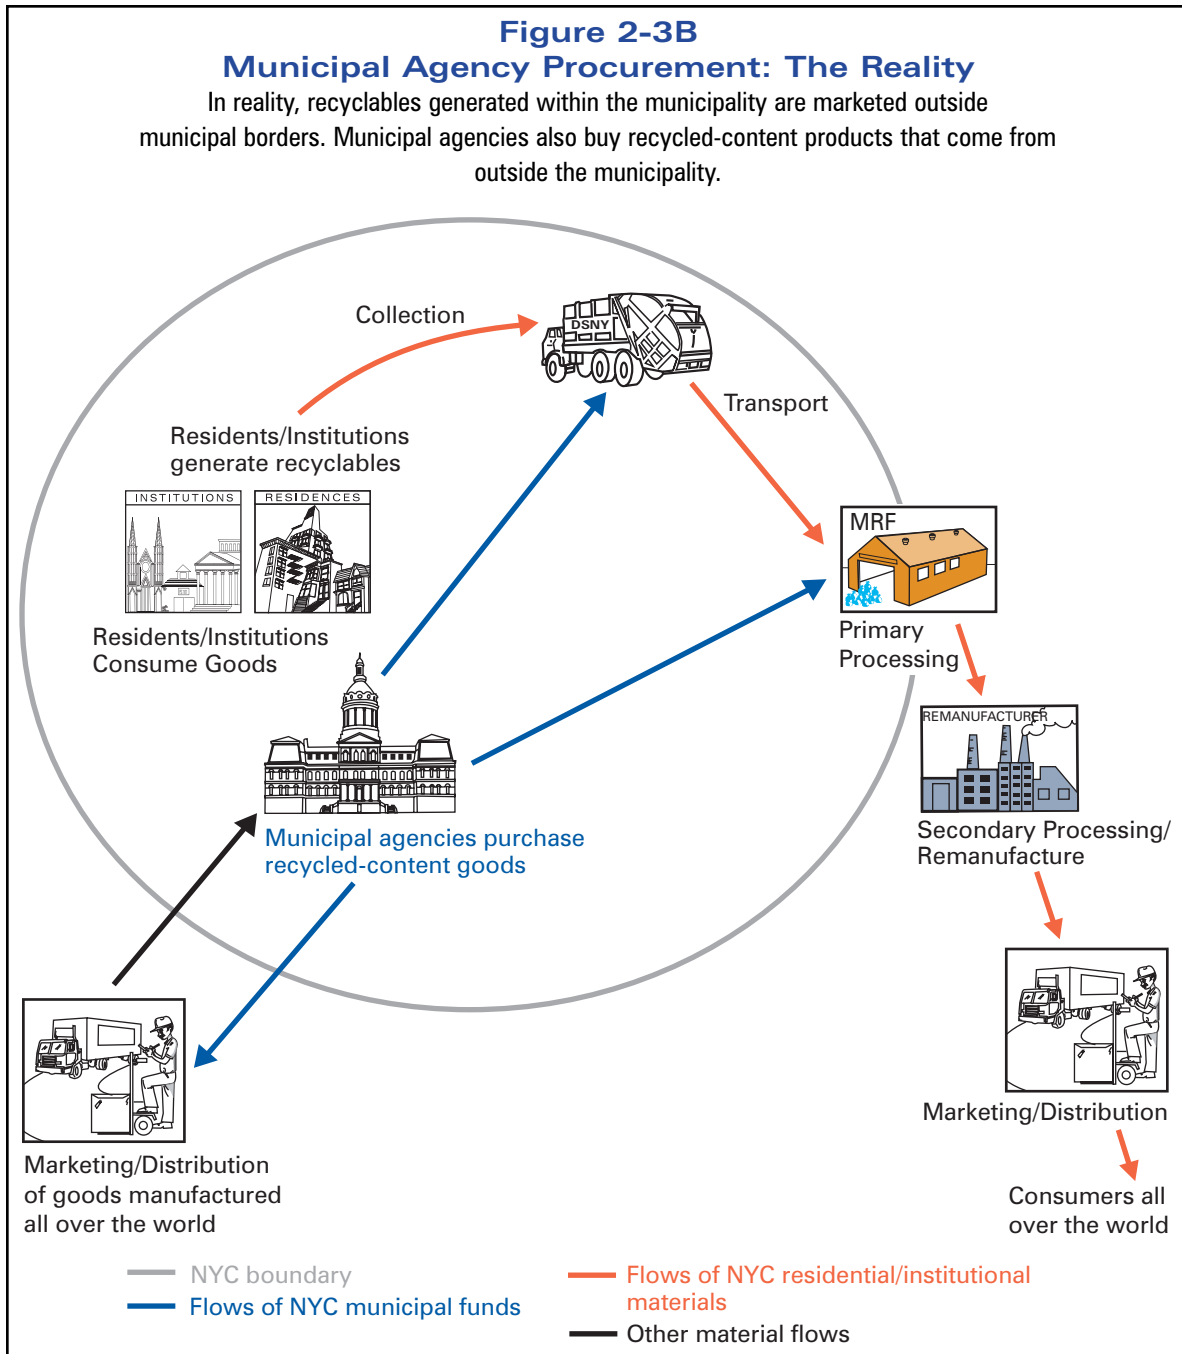 Figure 2-3B
Municipal Agency Procurement: The Reality
In reality, recyclables generated within the municipality are marketed outside
municipal borders. Municipal agencies also buy recycled-content products that come from
outside the municipality.
Collection
DSNY
Transport
Residents/Institutions
generate recyclables
INSTITUTIONS
RESIDENCES
MRF
Residents/Institutions
Consume Goods
Primary
Processing
REMANUFACTURER
Municipal agencies purchase
recycled-content goods
Secondary Processing/
Remanufacture
Marketing/Distribution
Marketing/Distribution
of goods manufactured
all over the world
Consumers all
over the world
NYC boundary
Flows of NYC municipal funds
Flows of NYC residential/institutional
materials
Other material flows